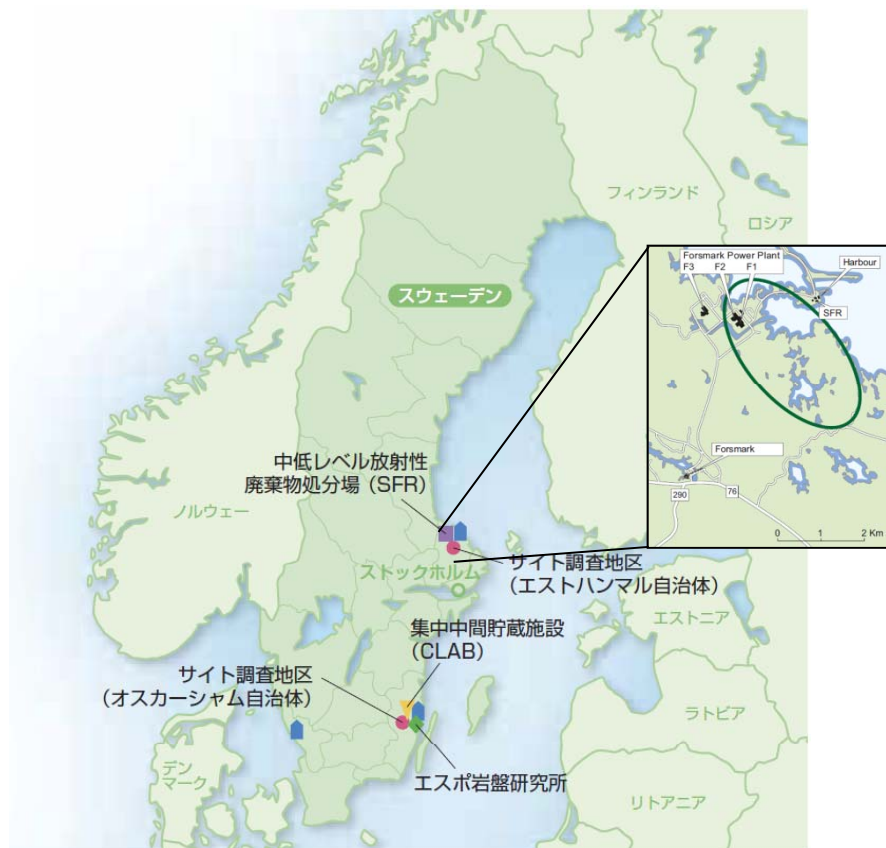 フィンランド
ロシア
スウェーデン
Forsmark Power Plant
F3
F2
F1
Harbour
SFR
Forsmark
290
76
0
1
2 Km
中低レベル放射性
廃棄物処分場（SFR）
ノルウェー
サイト調査地区
（エストハンマル自治体）
ストックホルム
エストニア
集中中間貯蔵施設
（CLAB）
サイト調査地区
（オスカーシャム自治体）
ラトビア
デン
マーク
エスポ岩盤研究所
リトアニア